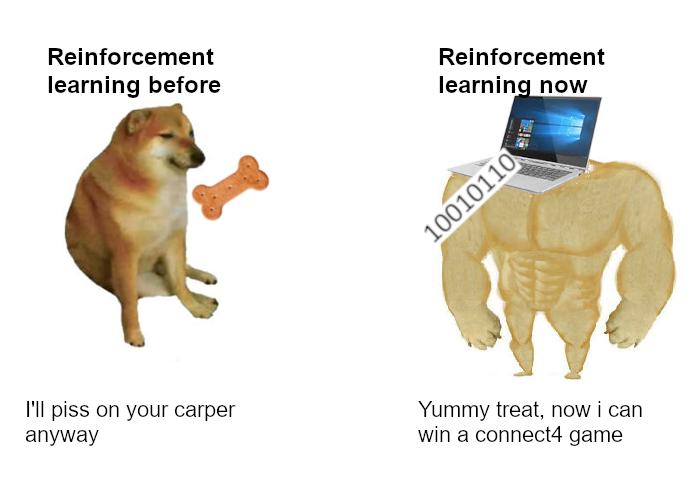 Reinforcement
learning before
Reinforcement
learning now
10010110
I'll piss on your carper
anyway
Yummy treat, now i can
win a connect4 game